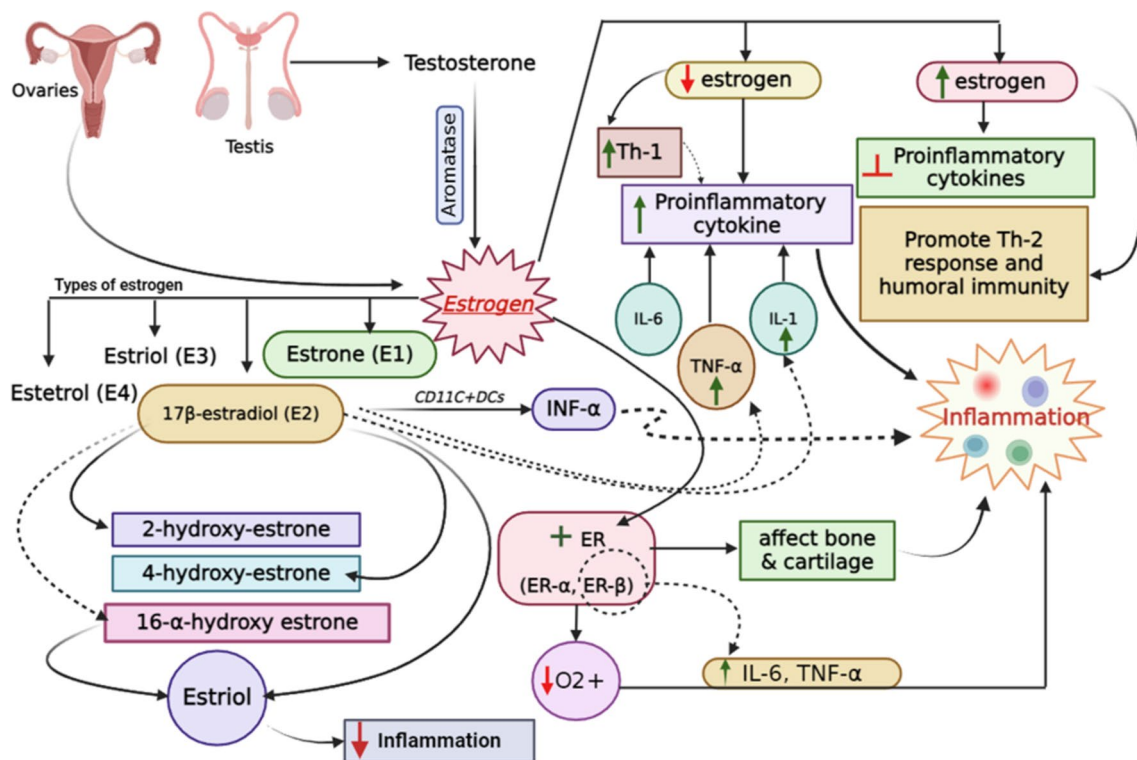 Ovaries
Testis
Testosterone
Aromatase
Estrogen
Types of estrogen
Estrone (E1)
Estriol (E3)
Estetrol (E4)
17β-estradiol (E2)
CD11C+DCs
INF-α
2-hydroxy-estrone
4-hydroxy-estrone
16-α-hydroxy estrone
Estriol
Inflammation
estrogen
Th-1
Proinflammatory
cytokine
IL-6
TNF-α
IL-1
estrogen
Proinflammatory
cytokines
Promote Th-2
response and
humoral immunity
Inflammation
+ ER
(ER-α, ER-β)
affect bone
& cartilage
O2+
IL-6, TNF-α